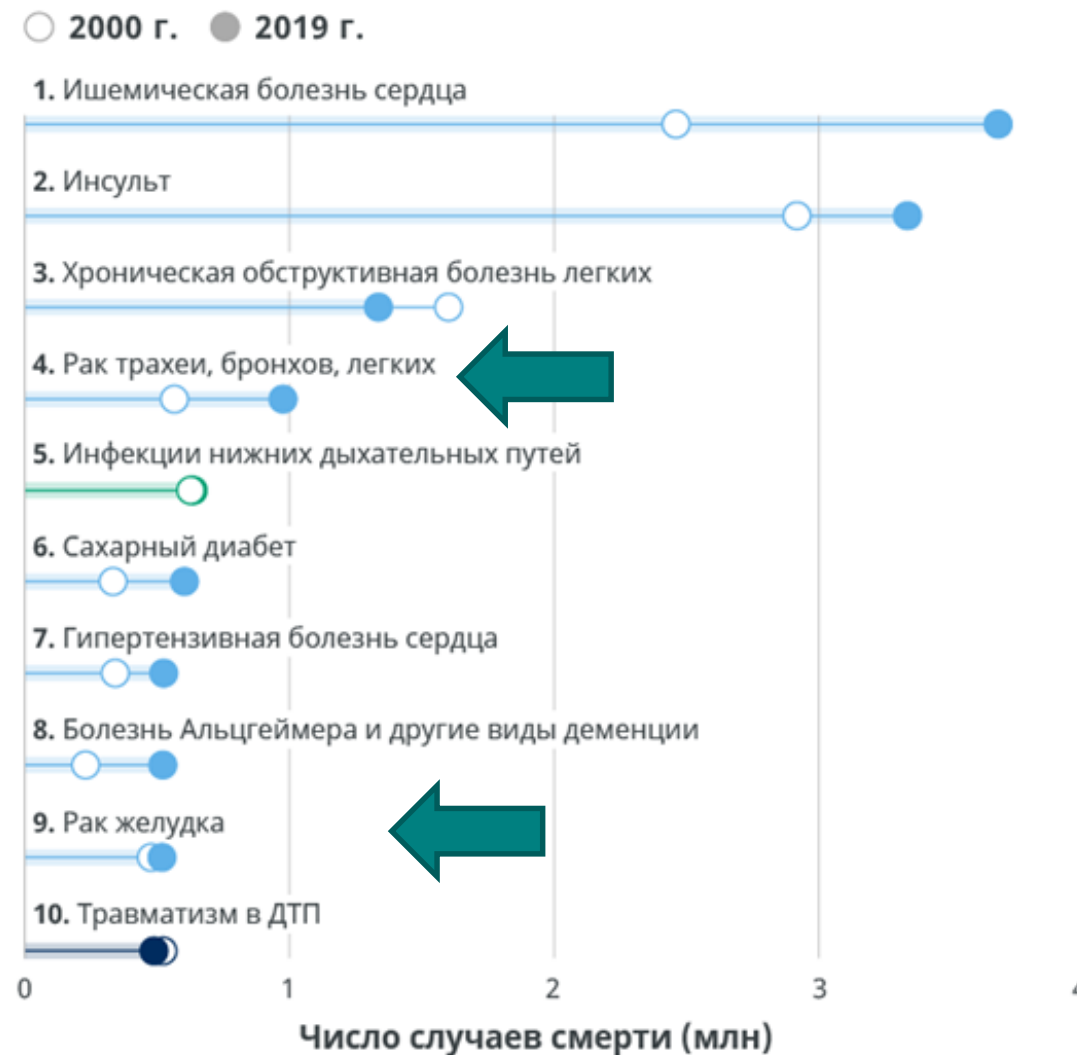 2000 г. 2019 г.
1. Ишемическая болезнь сердца
2. Инсульт
3. Хроническая обструктивная болезнь легких
4. Рак трахеи, бронхов, легких
5. Инфекции нижних дыхательных путей
6. Сахарный диабет
7. Гипертензивная болезнь сердца
8. Болезнь Альцгеймера и другие виды деменции
9. Рак желудка
10. Травматизм в ДТП
0 1 2 3 4
Число случаев смерти (млн)